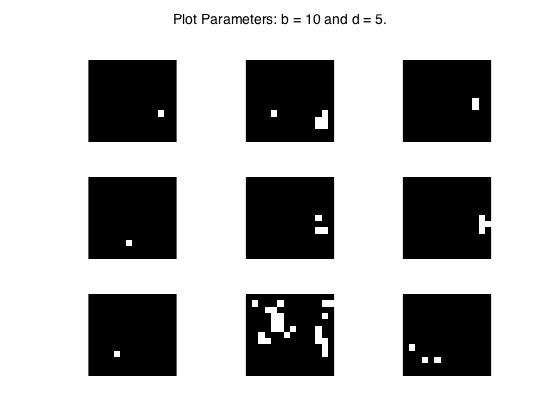 Plot Parameters: b = 10 and d = 5.